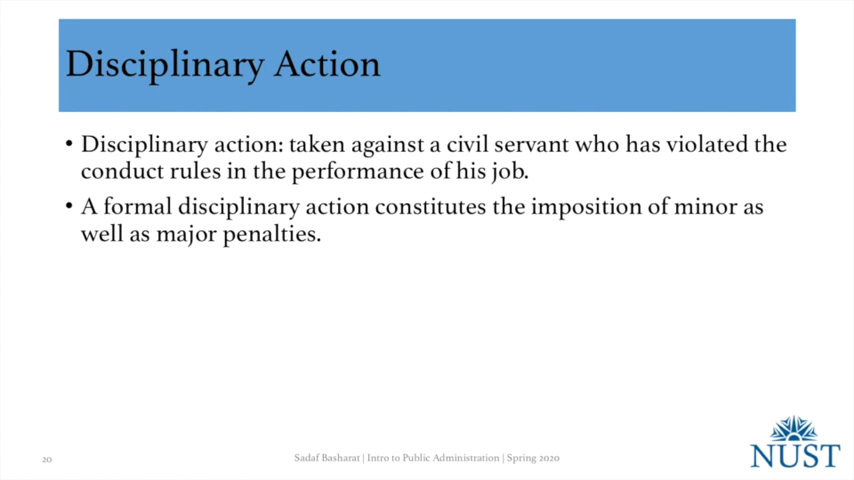 Disciplinary Action
• Disciplinary action: taken against a civil servant who has violated the
conduct rules in the performance of his job.
• A formal disciplinary action constitutes the imposition of minor as
well as major penalties.
20
Sadaf Basharat | Intro to Public Administration | Spring 2020
NUST